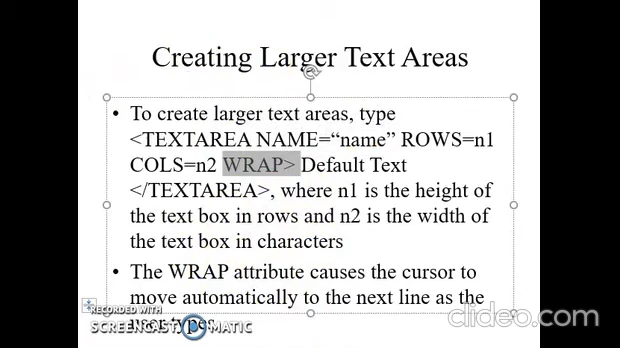 Creating Larger Text Areas
• To create larger text areas, type
<TEXTAREA NAME=“name” ROWS=n1
COLS=n2 WRAP> Default Text
</TEXTAREA>, where n1 is the height of
the text box in rows and n2 is the width of
the text box in characters
• The WRAP attribute causes the cursor to
move automatically to the next line as the
user types
RECORDED WITH
SCREENCAST MATIC
clideo.com